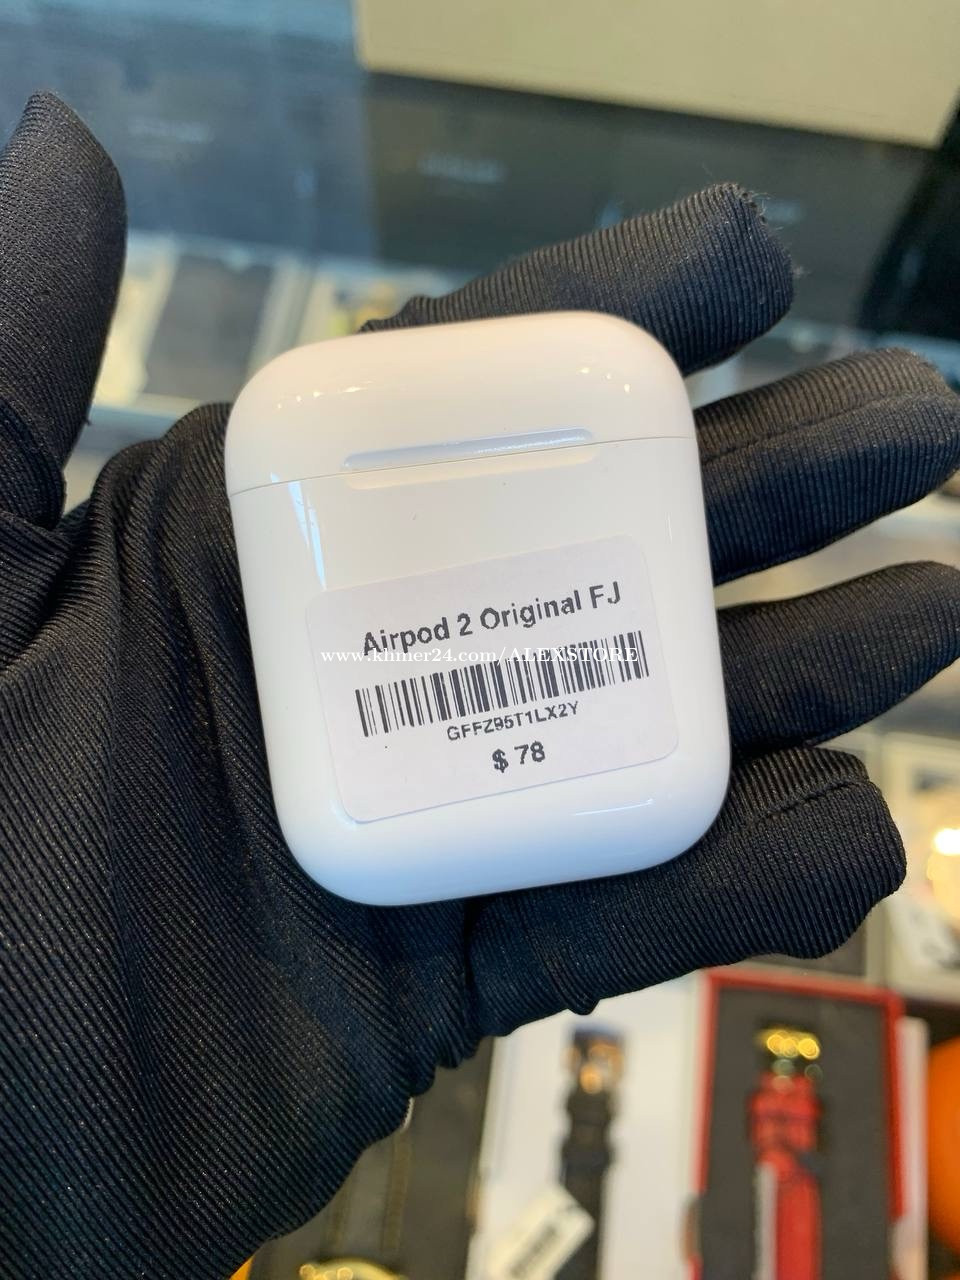 Airpod 2 Original FJ
www.khmer24.com/ALEXSTORE
GFFZ95T1LX2Y
$ 78